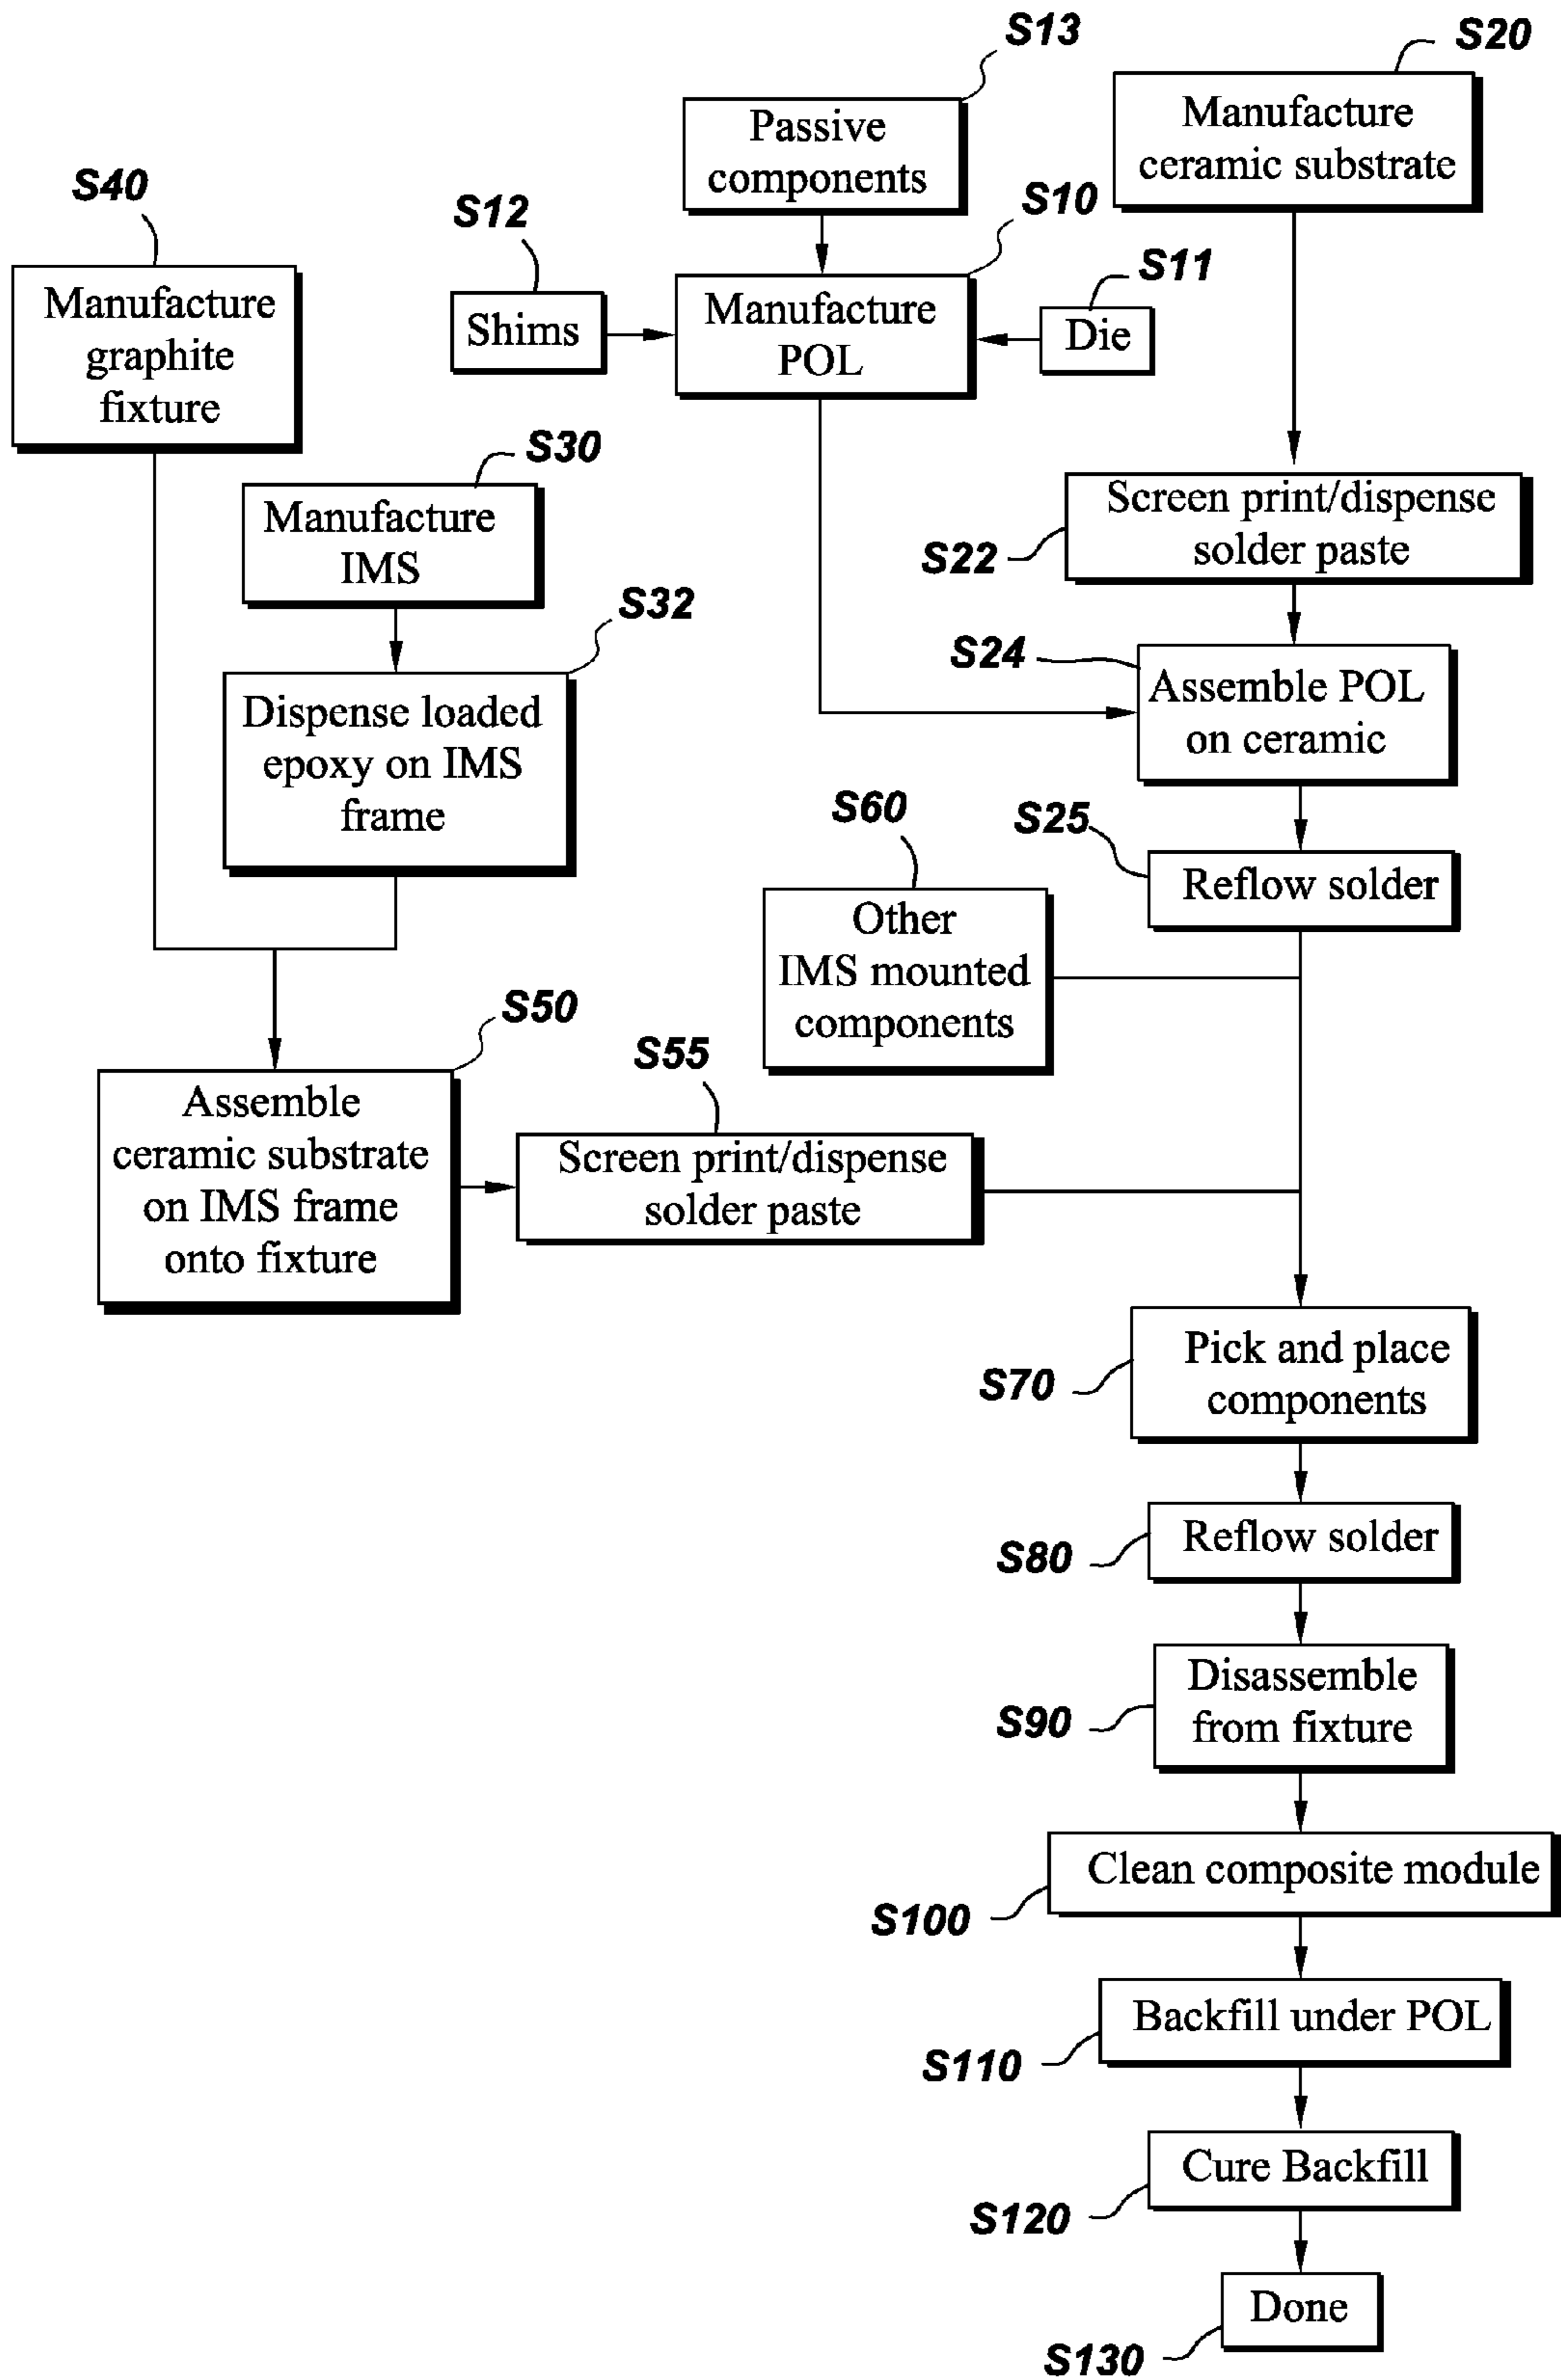 S13
S20
Passive
components
Manufacture
ceramic substrate
S40
S12
S10
S11
Manufacture
graphite
fixture
Shims
Manufacture
POL
Die
S30
Manufacture
IMS
Screen print/dispense
solder paste
S22
S32
S24
Dispense loaded
epoxy on IMS
frame
Assemble POL
on ceramic
S60
S25
Other
IMS mounted
components
Reflow solder
S50
S55
Assemble
ceramic substrate
on IMS frame
onto fixture
Screen print/dispense
solder paste
Pick and place
components
S70
Reflow solder
S80
Disassemble
from fixture
S90
Clean composite module
S100
Backfill under POL
S110
Cure Backfill
S120
Done
S130